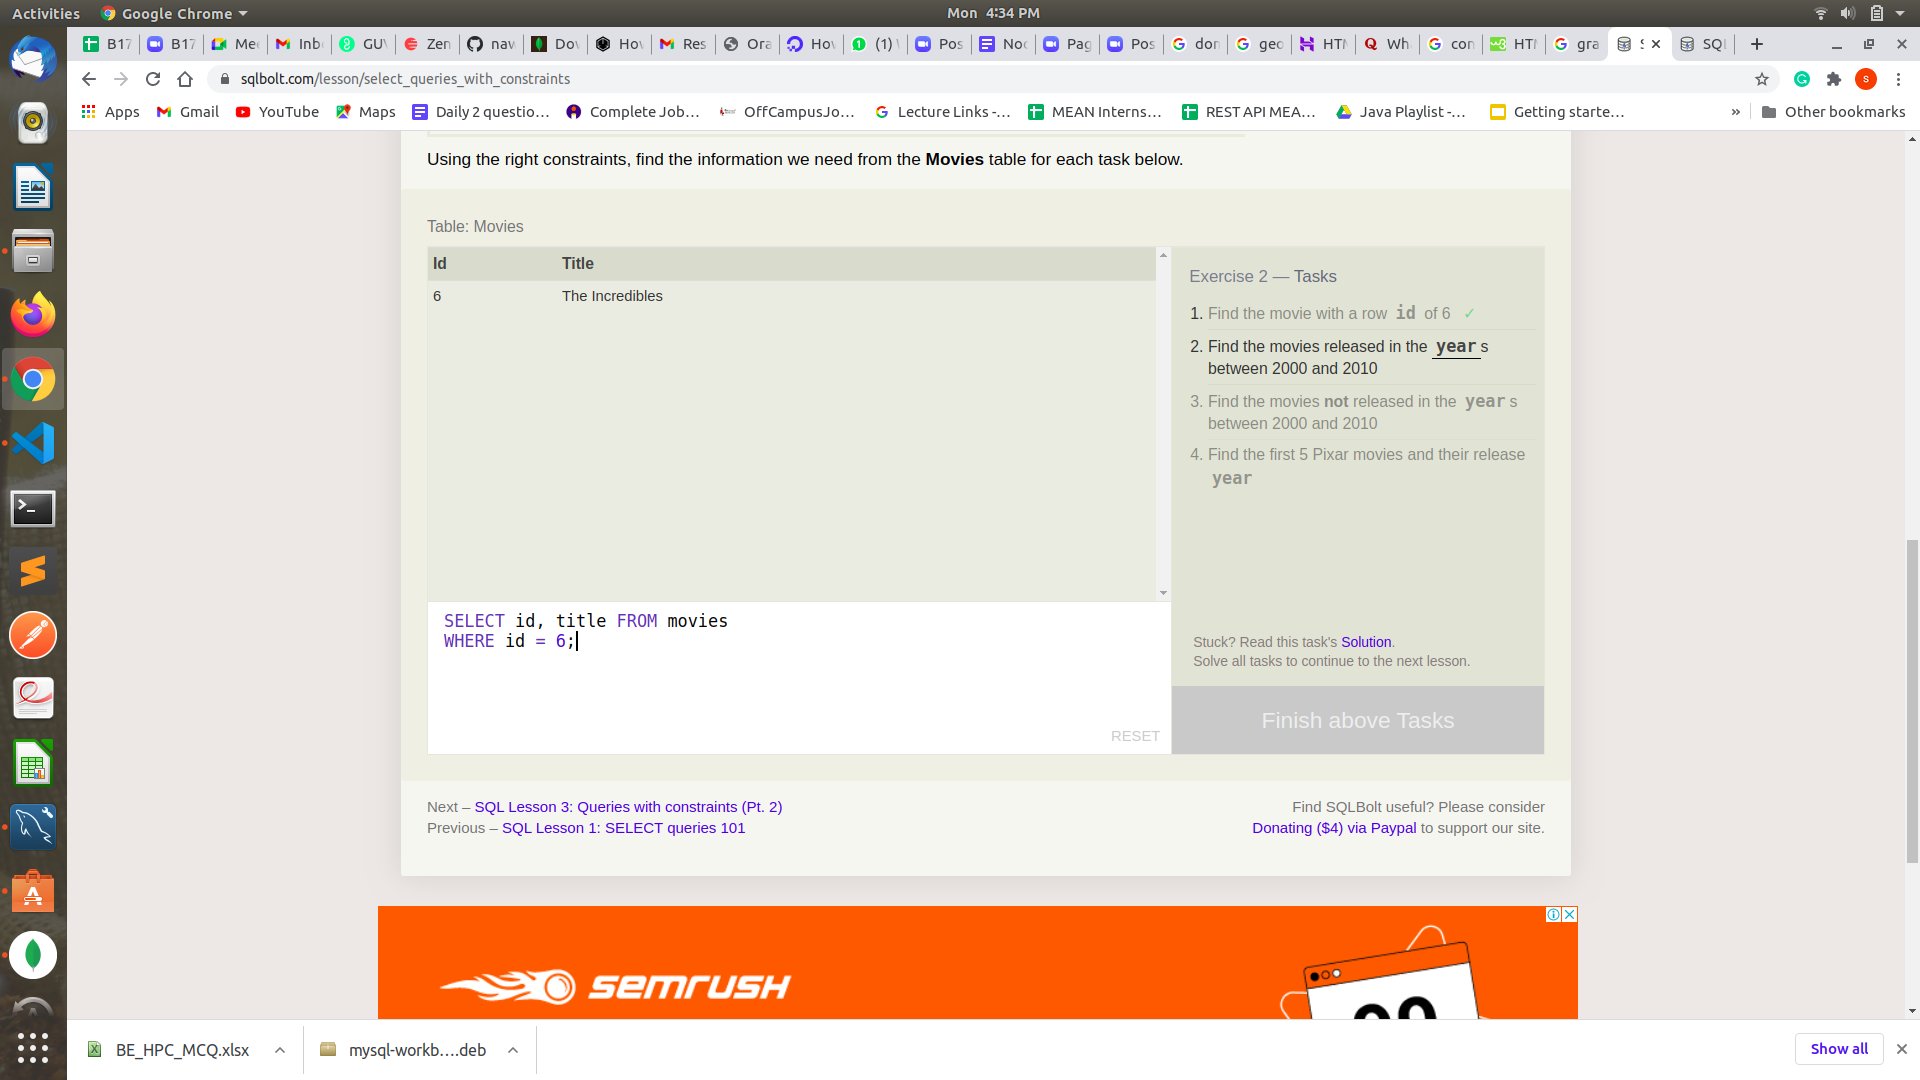 Activities Google Chrome Mon 4:34 PM
B17 B17 Mee Inb GUV Zen nav Dov Hov Res Ora Hov (1) Pos Noc Pag Pos don geo HTM Wh con HTM gra S SQL
sqlbolt.com/lesson/select_queries_with_constraints
S
Apps Gmail YouTube Maps Daily 2 questio... Complete Job... OffCampusJo... Lecture Links -... MEAN Interns... REST API MEA... Java Playlist -... Getting starte... » Other bookmarks
Using the right constraints, find the information we need from the Movies table for each task below.
Table: Movies
Id Title
6 The Incredibles
SELECT id, title FROM movies
WHERE id = 6;
RESET
Exercise 2 — Tasks
1. Find the movie with a row id of 6 ✓
2. Find the movies released in the years
between 2000 and 2010
3. Find the movies not released in the years
between 2000 and 2010
4. Find the first 5 Pixar movies and their release
year
Stuck? Read this task's Solution.
Solve all tasks to continue to the next lesson.
Finish above Tasks
Next – SQL Lesson 3: Queries with constraints (Pt. 2)
Previous – SQL Lesson 1: SELECT queries 101
Find SQLBolt useful? Please consider
Donating ($4) via Paypal to support our site.
SEMRUSH
BE_HPC_MCQ.xlsx mysql-workb....deb Show all